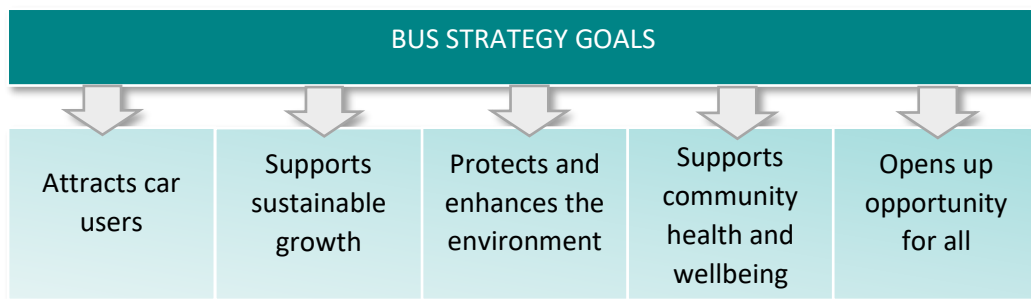 BUS STRATEGY GOALS
Attracts car
users
Supports
sustainable
growth
Protects and
enhances the
environment
Supports
community
health and
wellbeing
Opens up
opportunity
for all